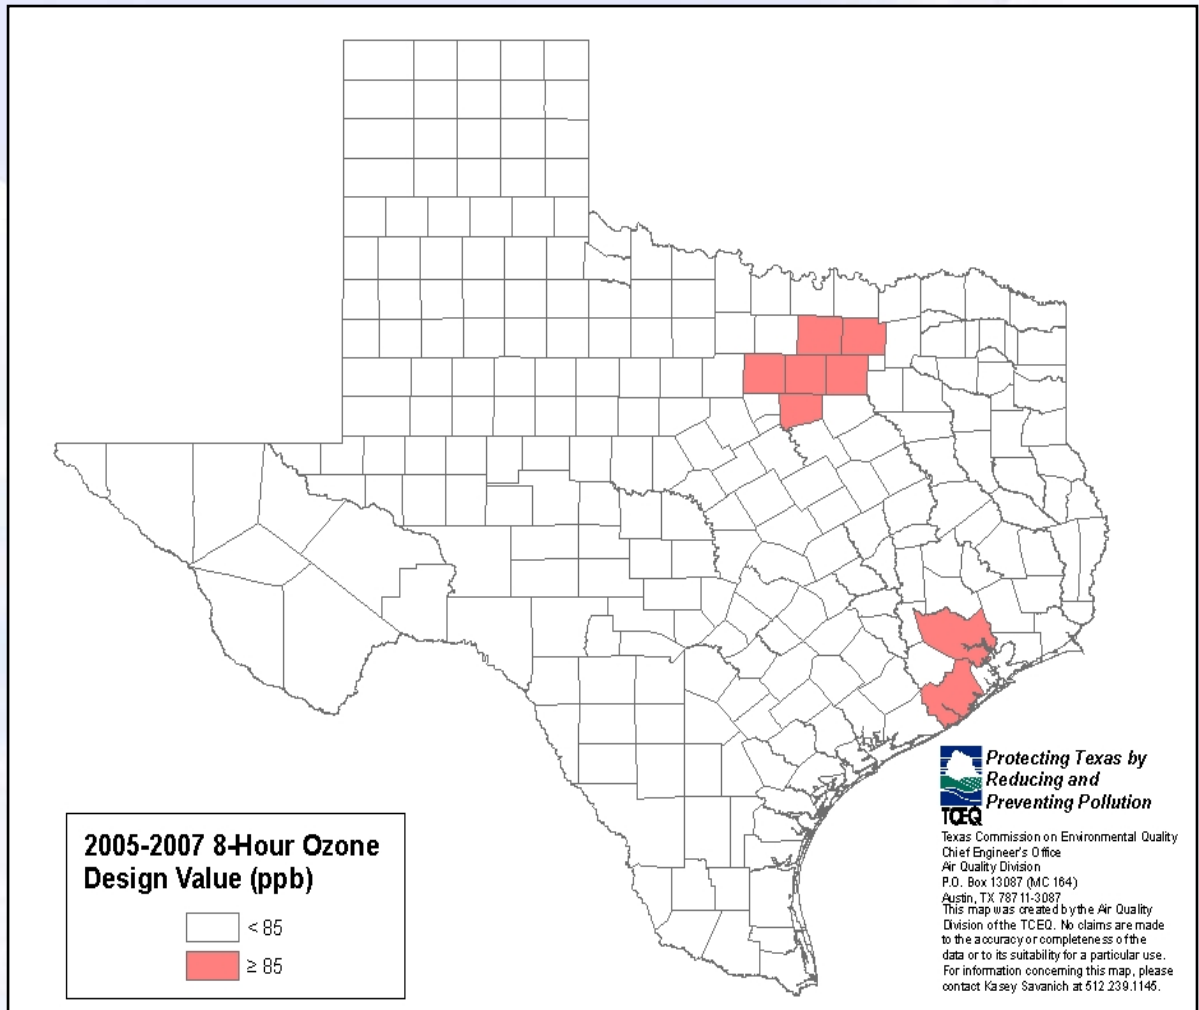 2005-2007 8-Hour Ozone
Design Value (ppb)
< 85
≥ 85
Protecting Texas by
Reducing and
Preventing Pollution
TCEQ
Texas Commission on Environmental Quality
Chief Engineer's Office
Air Quality Division
P.O. Box 13087 (MC 164)
Austin, TX 78711-3087
This map was created by the Air Quality
Division of the TCEQ. No claims are made
to the accuracy or completeness of the
data or to its suitability for a particular use.
For information concerning this map, please
contact Kasey Savanich at 512.239.1145.